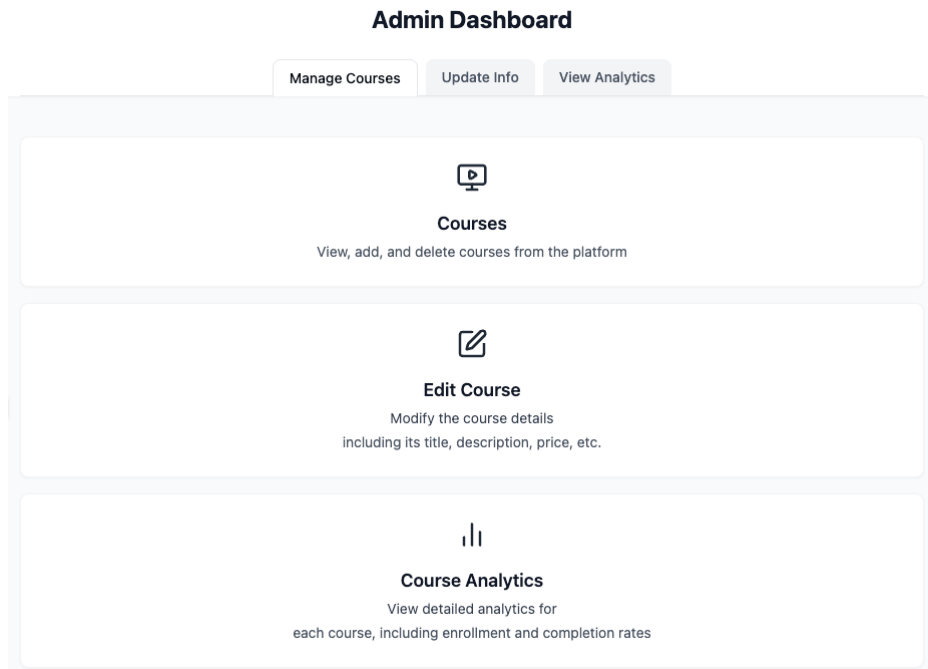 Admin Dashboard
Manage Courses
Update Info
View Analytics
Courses
View, add, and delete courses from the platform
Edit Course
Modify the course details
including its title, description, price, etc.
Course Analytics
View detailed analytics for
each course, including enrollment and completion rates